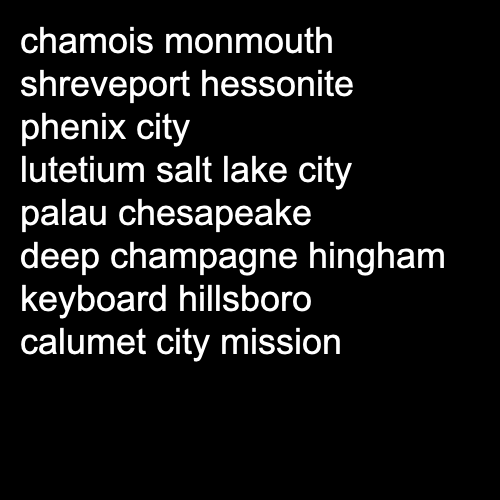 chamois monmouth
shreveport hessonite
phenix city
lutetium salt lake city
palau chesapeake
deep champagne hingham
keyboard hillsboro
calumet city mission